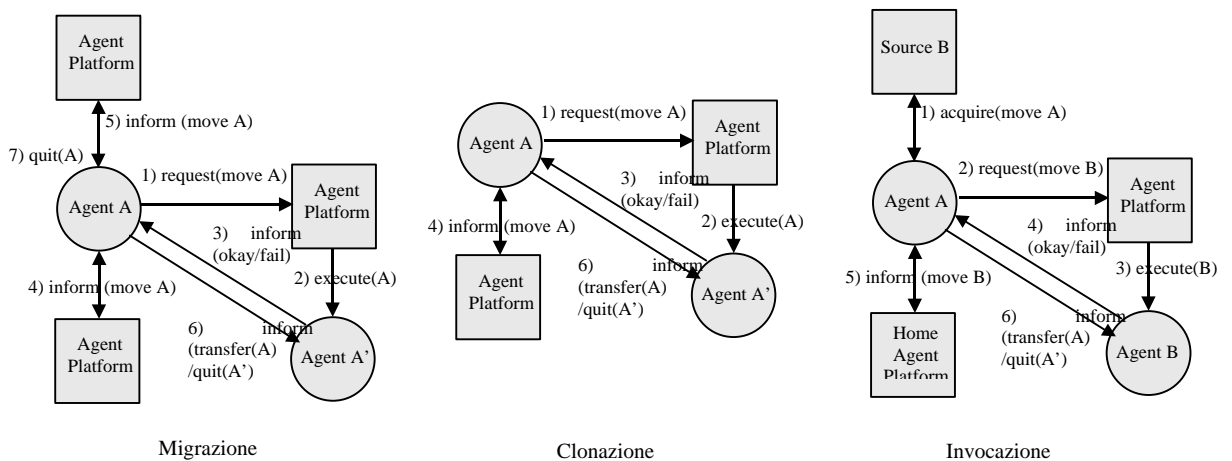 Agent
Platform
5) inform (move A)
7) quit(A)
1) request(move A)
Agent A
Agent
Platform
3) inform
(okay/fail)
2) execute(A)
4) inform (move A)
Agent
Platform
6) inform
(transfer(A)
/quit(A')
Agent A'
Migrazione
1) request(move A)
Agent A
Agent
Platform
3) inform
(okay/fail)
2) execute(A)
4) inform (move A)
Agent
Platform
6) inform
(transfer(A)
/quit(A')
Agent A'
Clonazione
Source B
1) acquire(move A)
2) request(move B)
Agent A
Agent
Platform
4) inform
(okay/fail)
3) execute(B)
5) inform (move B)
Home
Agent
Platform
6) inform
(transfer(A)
/quit(A')
Agent B
Invocazione